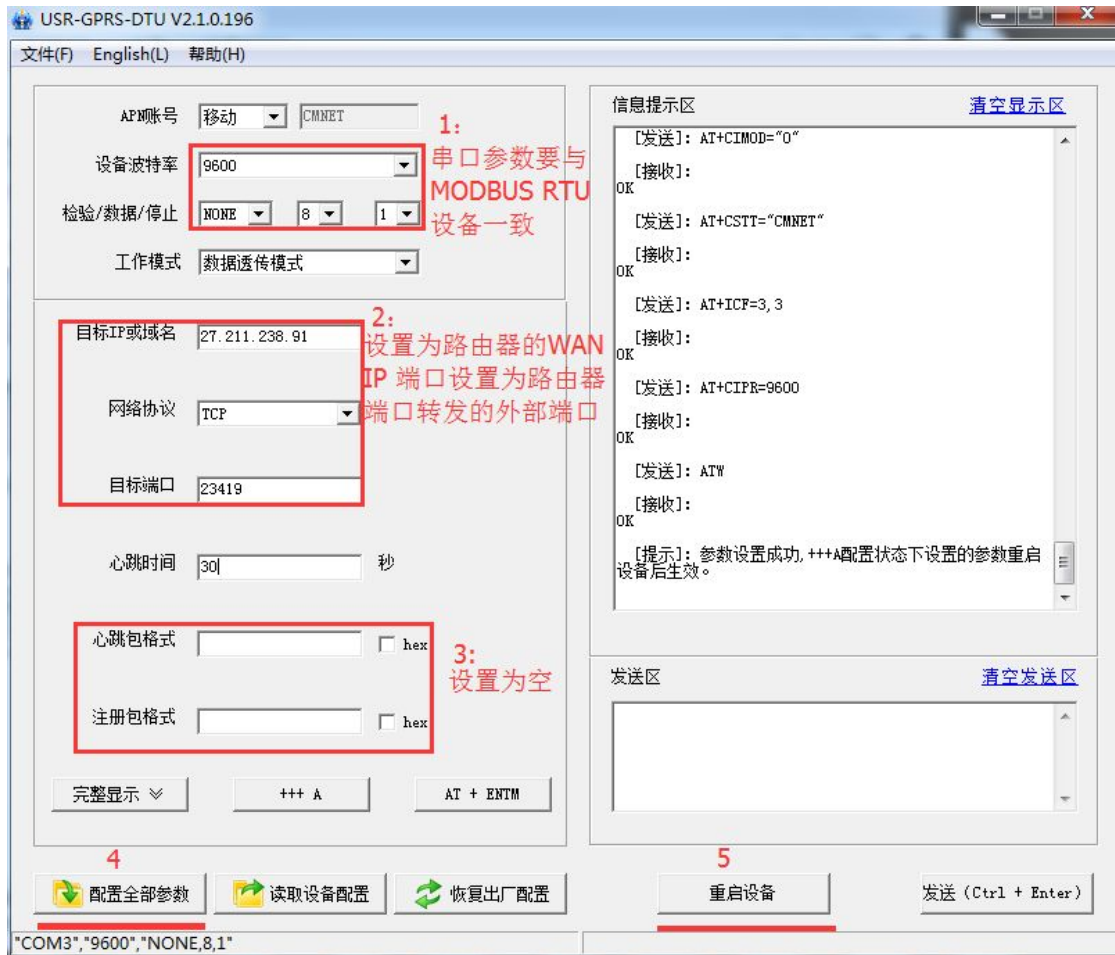 USR-GPRS-DTU V2.1.0.196
文件(F) English(L) 帮助(H)
APN账号 移动 CMNET
1:
串口参数要与
MODBUS RTU
设备一致
设备波特率 9600
检验/数据/停止 NONE 8 1
工作模式 数据透传模式
2:
设置为路由器的WAN
IP 端口设置为路由器
端口转发的外部端口
目标IP或域名 27.211.238.91
网络协议 TCP
目标端口 23419
心跳时间 30 秒
心跳包格式 hex
3:
设置为空
注册包格式 hex
完整显示 +++ A AT + ENTM
信息提示区 清空显示区
[发送]: AT+CIMOD="0"
[接收]:
OK
[发送]: AT+CSTT="CMNET"
[接收]:
OK
[发送]: AT+ICF=3,3
[接收]:
OK
[发送]: AT+CIPR=9600
[接收]:
OK
[发送]: ATW
[接收]:
OK
[提示]: 参数设置成功,+++A配置状态下设置的参数重启
设备后生效。
发送区 清空发送区
4
5
配置全部参数 读取设备配置 恢复出厂配置 重启设备 发送 (Ctrl + Enter)
"COM3","9600","NONE,8,1"